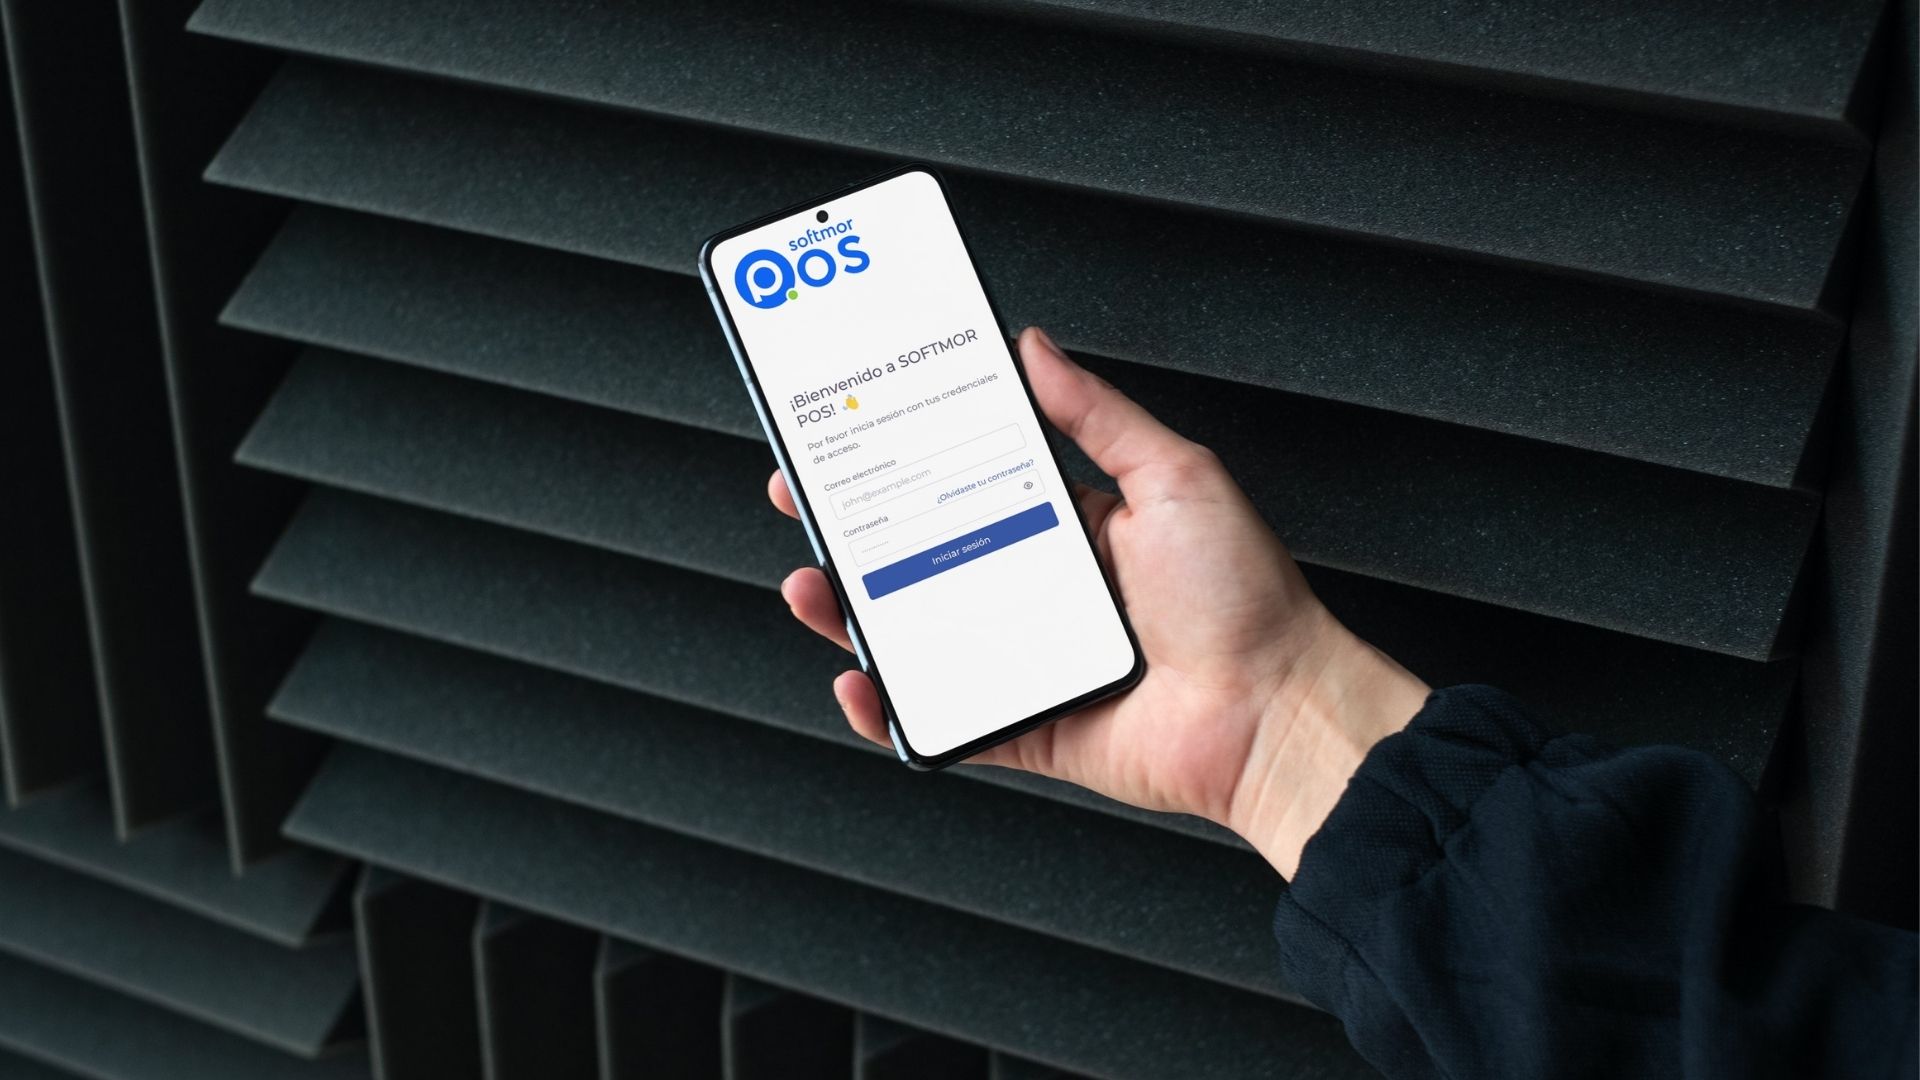 softmor
POS
¡Bienvenido a SOFTMOR
POS! 👋
Por favor inicia sesión con tus credenciales
de acceso.
Correo electrónico
john@example.com
Contraseña
¿Olvidaste tu contraseña?
············
Iniciar sesión